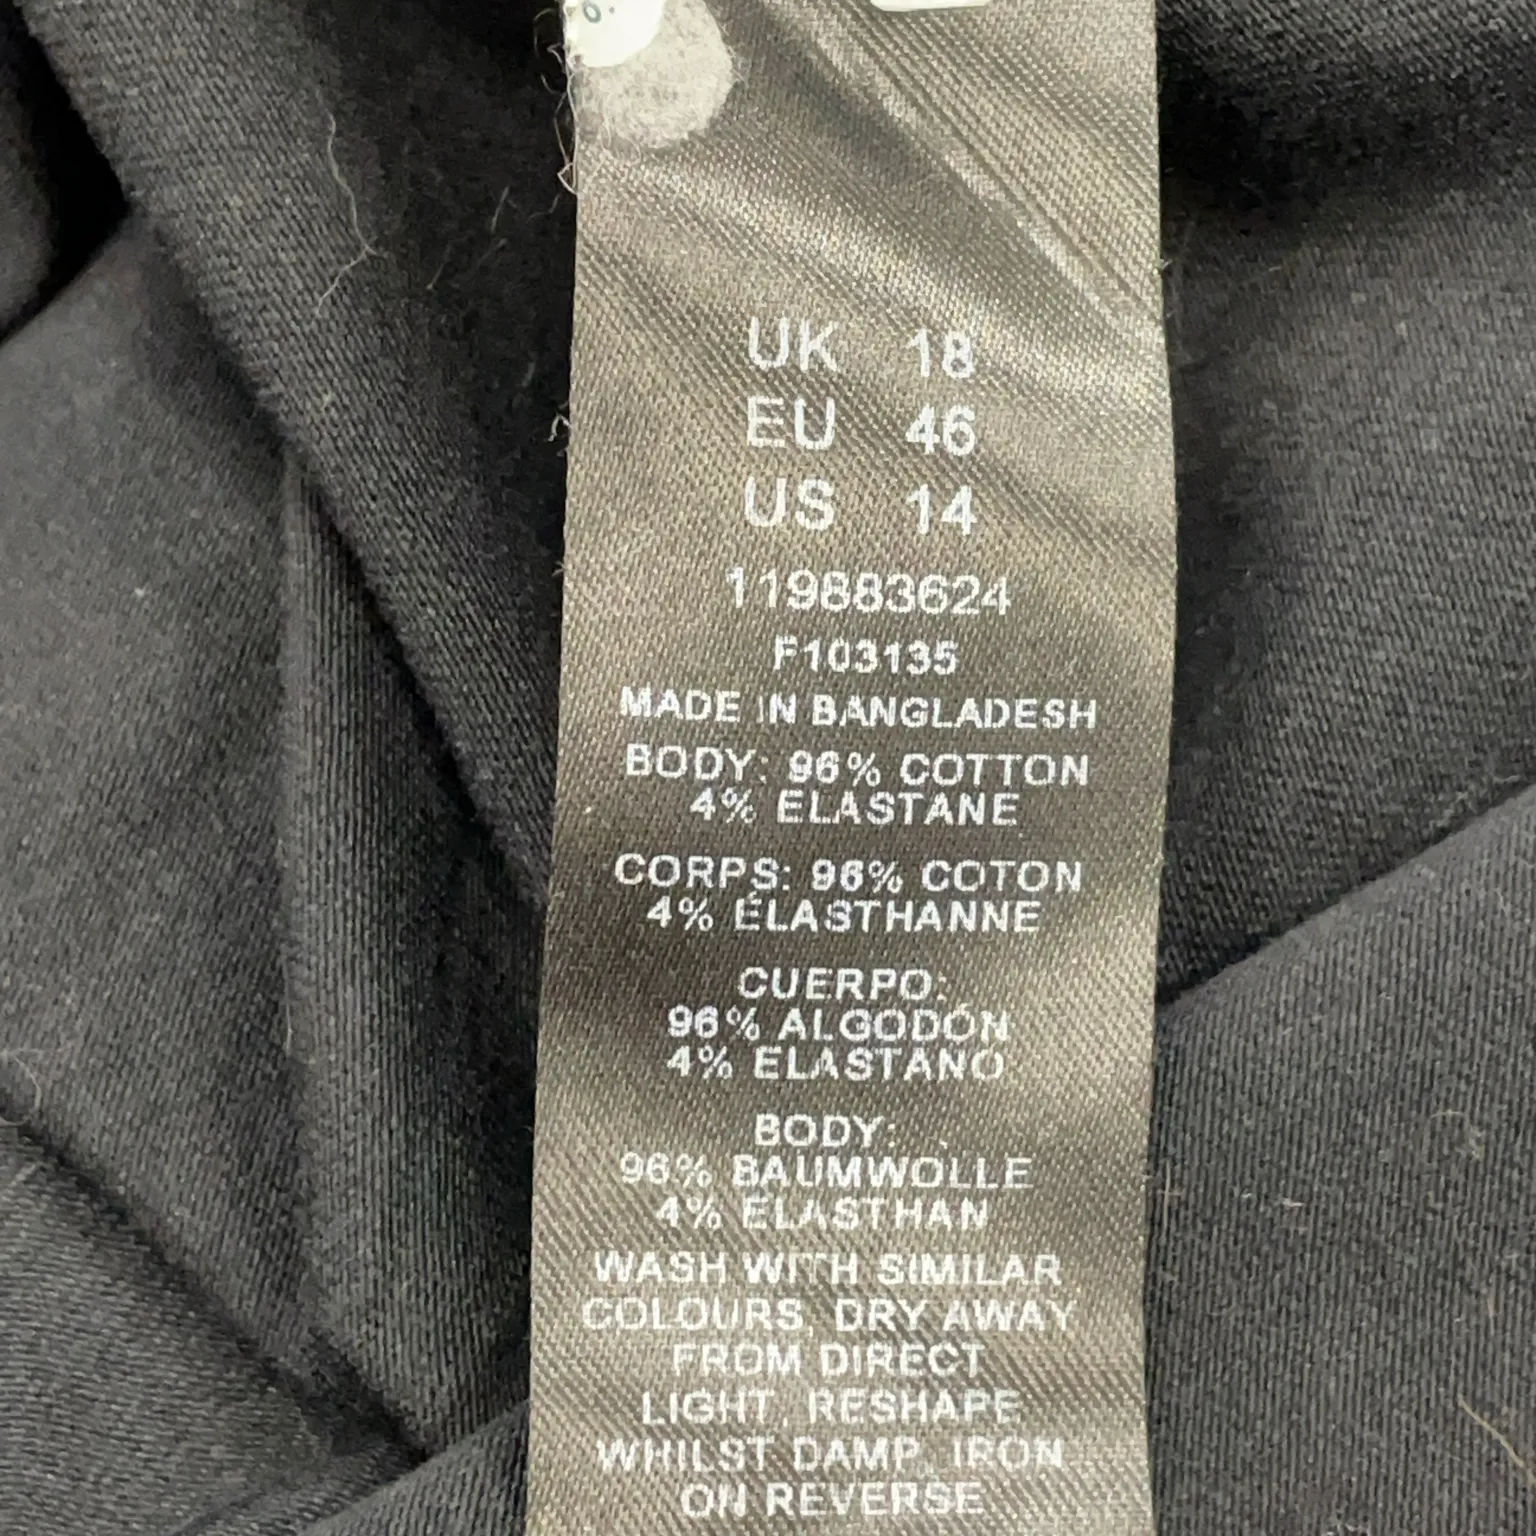 UK 18
EU 46
US 14
119883624
F103135
MADE IN BANGLADESH
BODY: 96% COTTON
4% ELASTANE
CORPS: 96% COTON
4% ÉLASTHANNE
CUERPO:
96% ALGODÓN
4% ELASTANO
BODY:
96% BAUMWOLLE
4% ELASTHAN
WASH WITH SIMILAR
COLOURS, DRY AWAY
FROM DIRECT
LIGHT, RESHAPE
WHILST DAMP, IRON
ON REVERSE